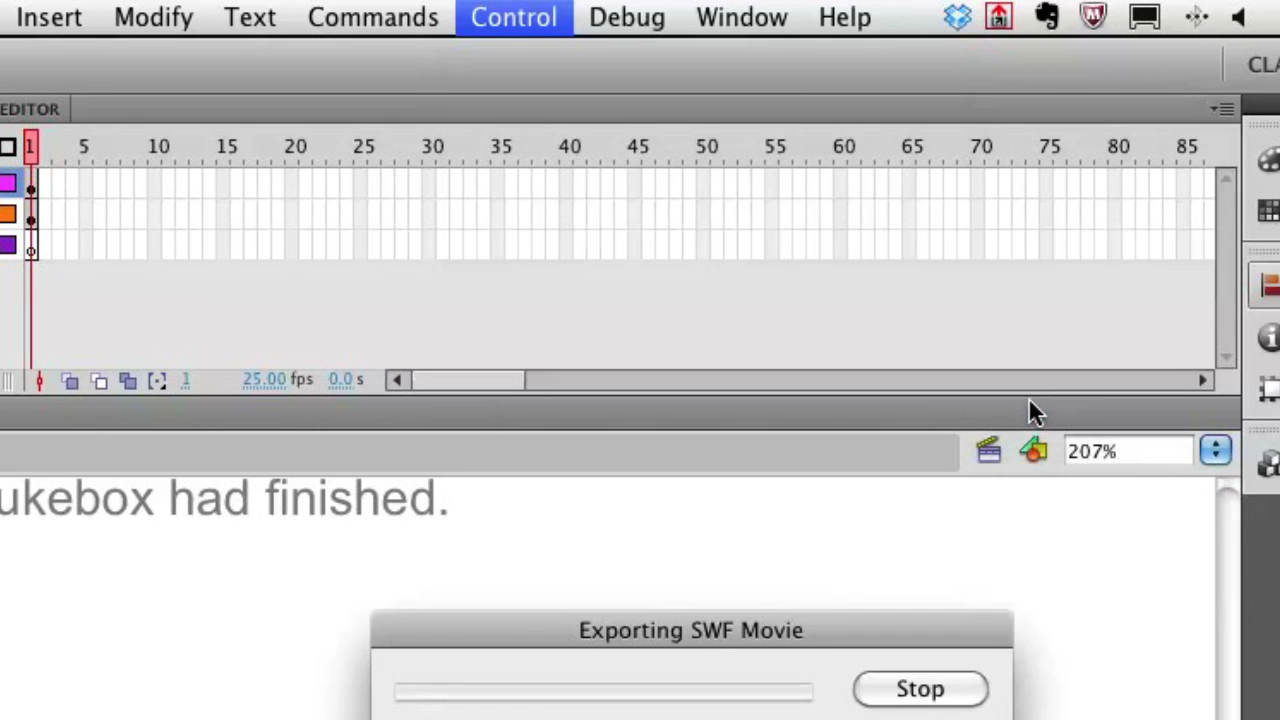 Insert Modify Text Commands Control Debug Window Help
CLA
EDITOR
1 5 10 15 20 25 30 35 40 45 50 55 60 65 70 75 80 85
1 25.00 fps 0.0 s
207%
ukebox had finished.
Exporting SWF Movie
Stop